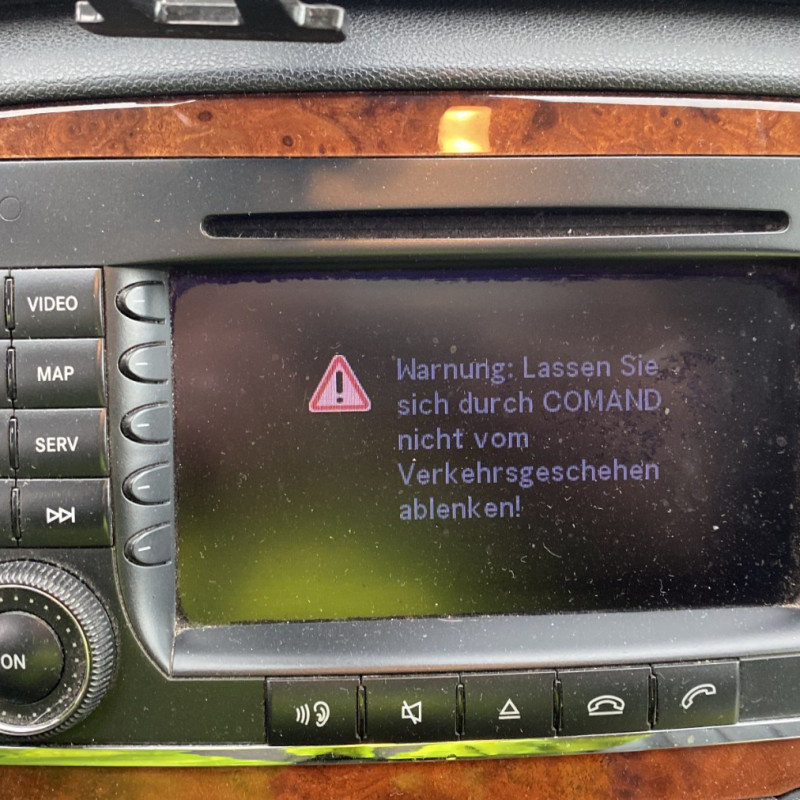 VIDEO
MAP
SERV
ON
Warnung: Lassen Sie
sich durch COMAND
nicht vom
Verkehrsgeschehen
ablenken!